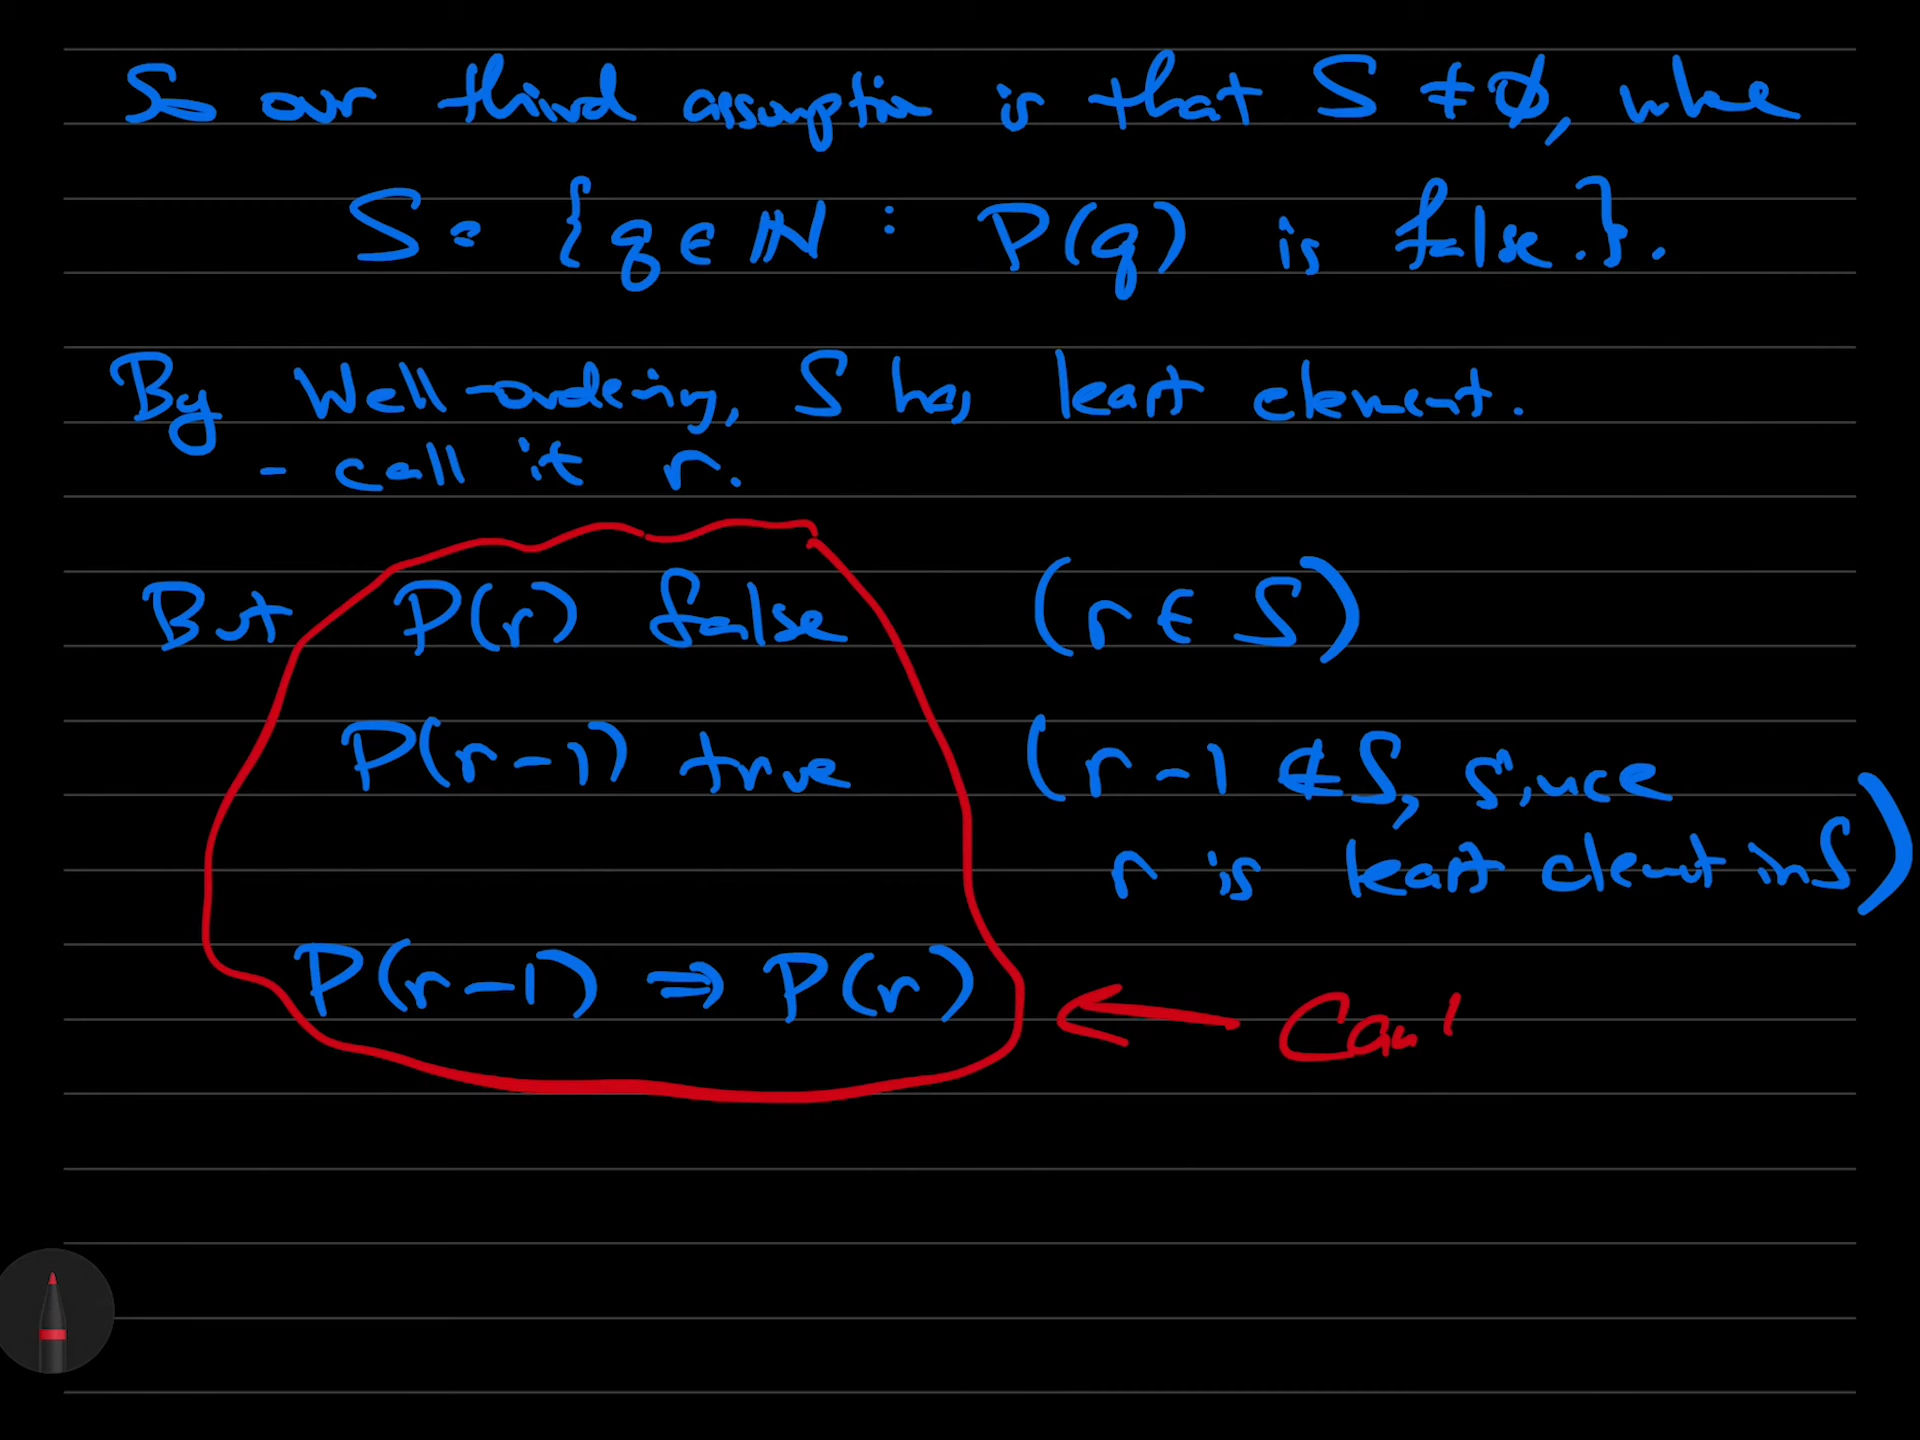 So our third assumption is that S ≠ ∅, where
S = {q ∈ ℕ : P(q) is false.}.
By Well-ordering, S has least element.
- call it r.
But P(r) false (r ∈ S)
P(r-1) true (r-1 ∉ S, since
r is least element in S)
P(r-1) ⇒ P(r) ← Can'